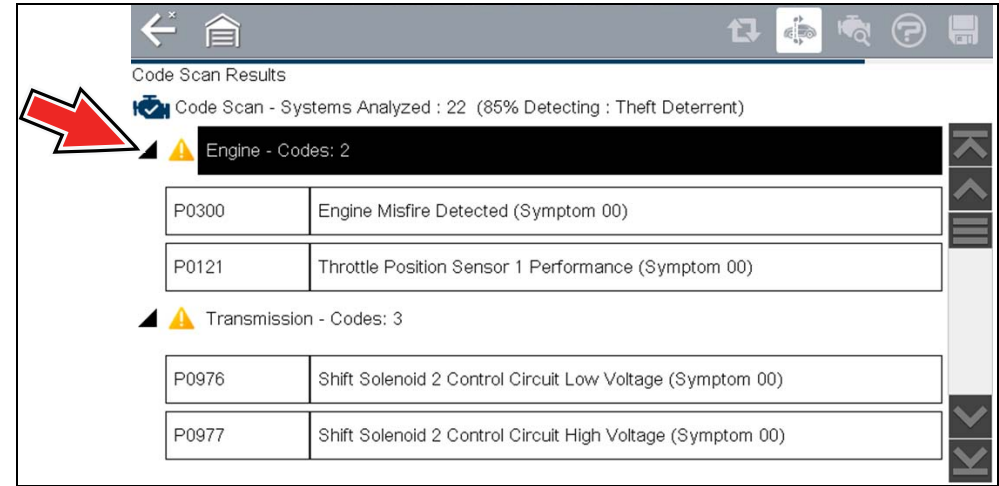 Code Scan Results
Code Scan - Systems Analyzed : 22 (85% Detecting : Theft Deterrent)
Engine - Codes: 2
P0300 Engine Misfire Detected (Symptom 00)
P0121 Throttle Position Sensor 1 Performance (Symptom 00)
Transmission - Codes: 3
P0976 Shift Solenoid 2 Control Circuit Low Voltage (Symptom 00)
P0977 Shift Solenoid 2 Control Circuit High Voltage (Symptom 00)